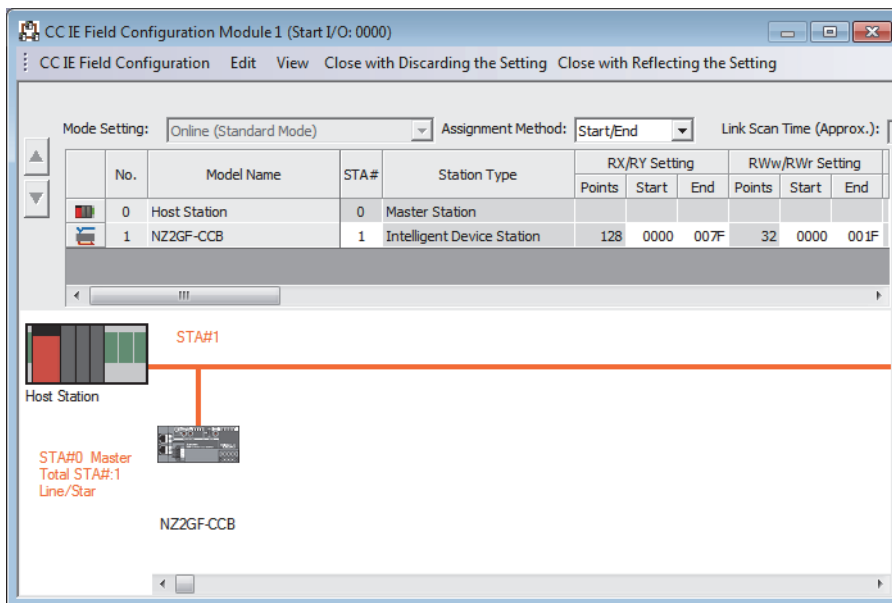 CC IE Field Configuration Module 1 (Start I/O: 0000)
CC IE Field Configuration Edit View Close with Discarding the Setting Close with Reflecting the Setting
Mode Setting: Online (Standard Mode) Assignment Method: Start/End Link Scan Time (Approx.):
No. Model Name STA# Station Type RX/RY Setting RWw/RWr Setting
Points Start End Points Start End
0 Host Station 0 Master Station
1 NZ2GF-CCB 1 Intelligent Device Station 128 0000 007F 32 0000 001F
STA#1
Host Station
STA#0 Master
Total STA#:1
Line/Star
NZ2GF-CCB